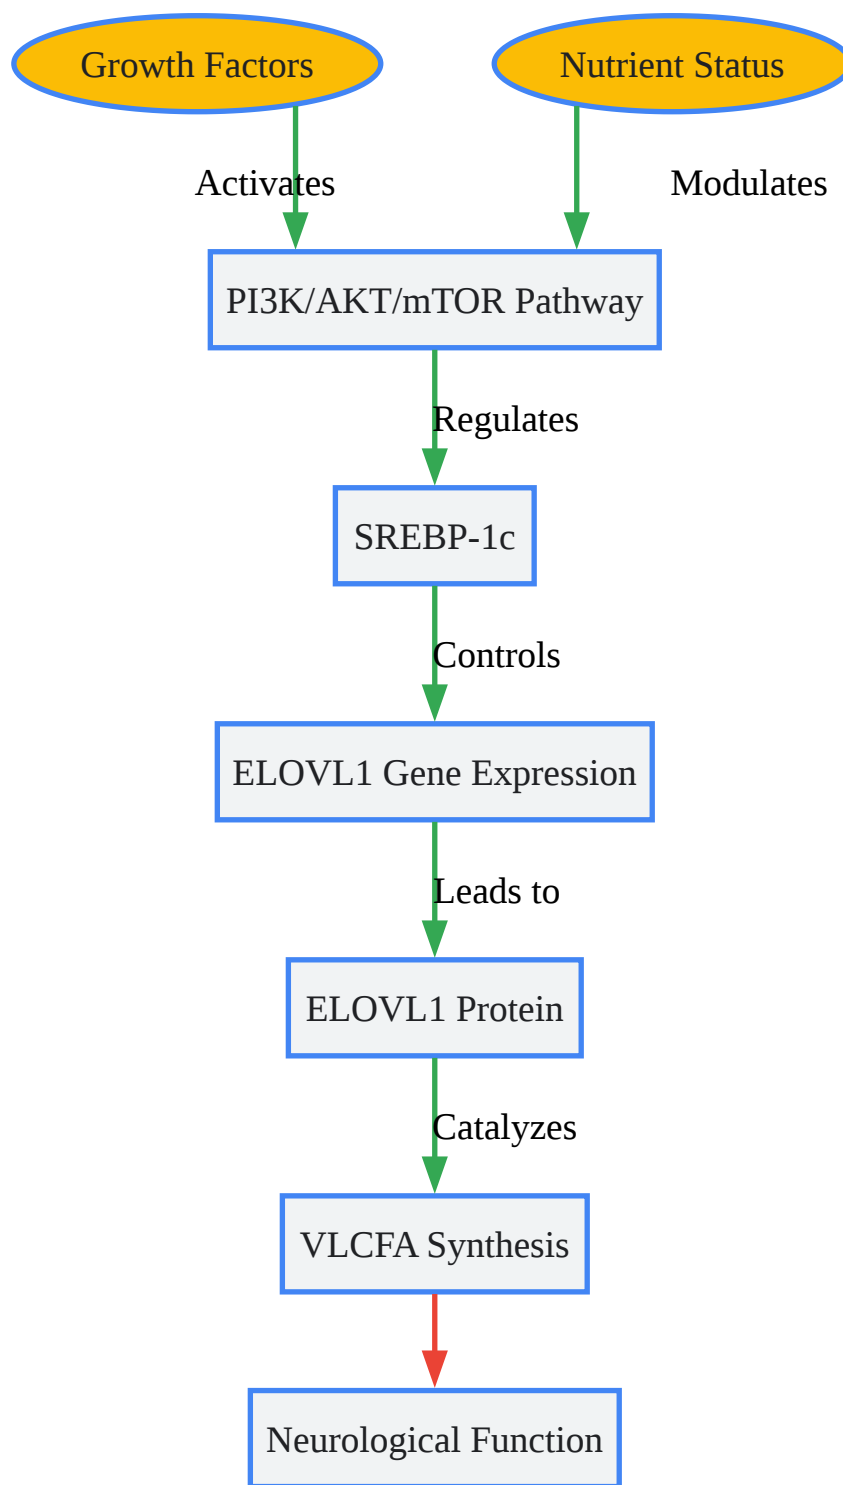 Growth Factors
Nutrient Status
Activates
Modulates
PI3K/AKT/mTOR Pathway
Regulates
SREBP-1c
Controls
ELOVL1 Gene Expression
Leads to
ELOVL1 Protein
Catalyzes
VLCFA Synthesis
Neurological Function